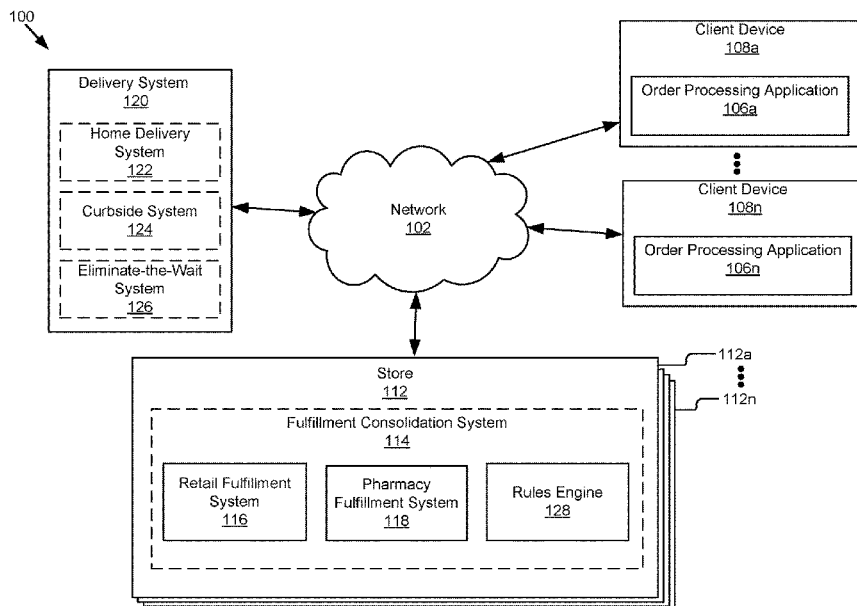 100
Delivery System
120
Home Delivery
System
122
Curbside System
124
Eliminate-the-Wait
System
126
Network
102
Client Device
108a
Order Processing Application
106a
Client Device
108n
Order Processing Application
106n
Store
112
112a
112n
Fulfillment Consolidation System
114
Retail Fulfillment
System
116
Pharmacy
Fulfillment System
118
Rules Engine
128